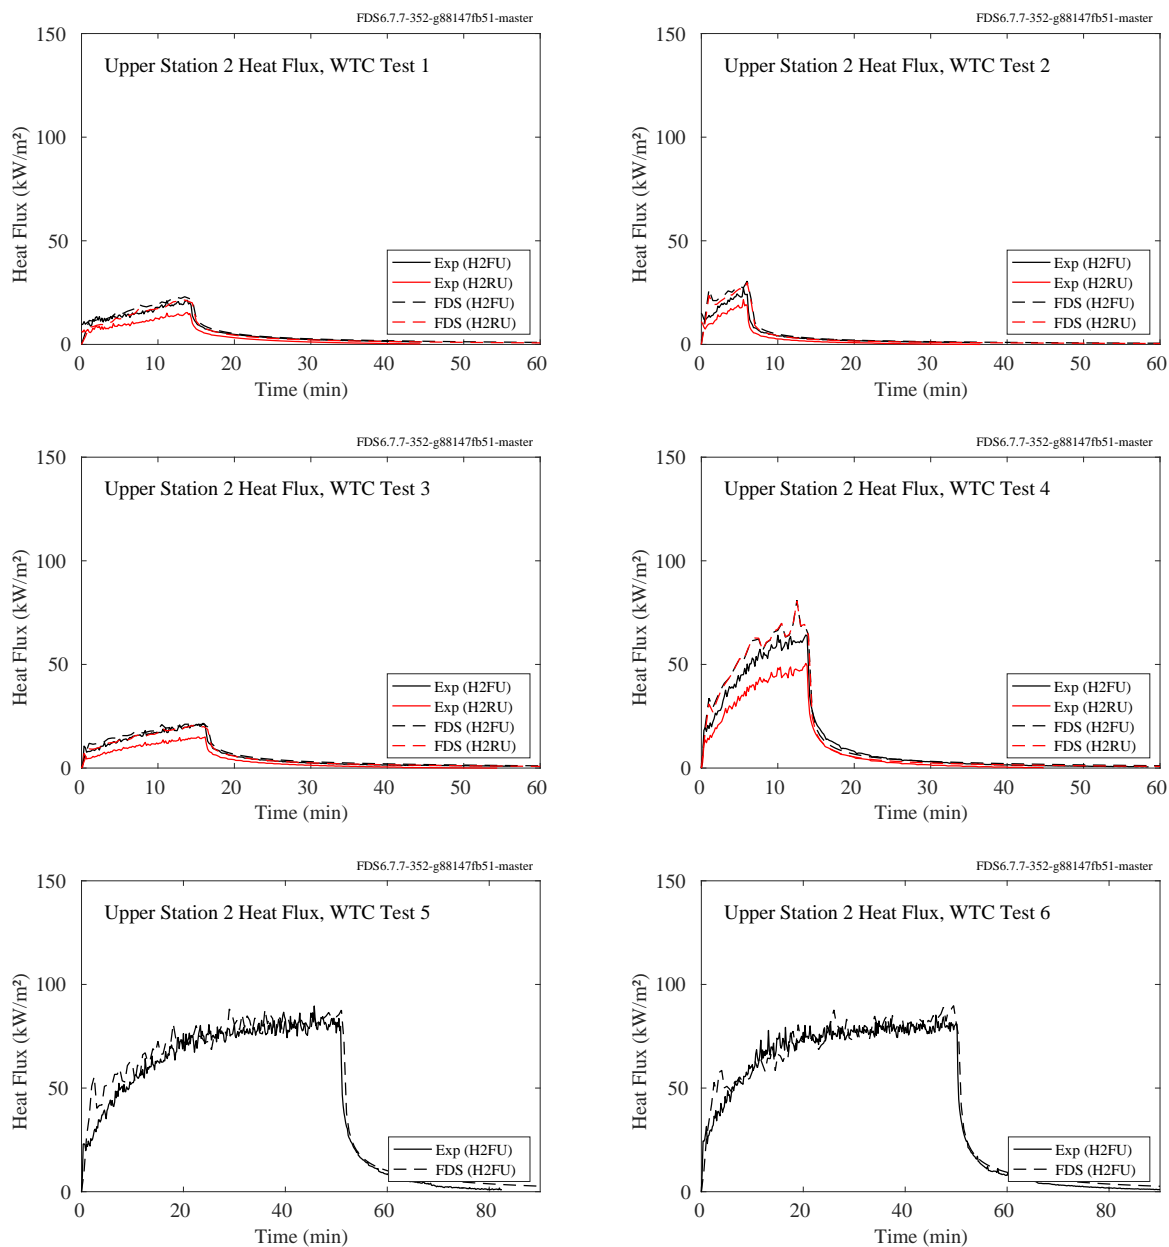 FDS6.7.7-352-g88147fb51-master
Upper Station 2 Heat Flux, WTC Test 1
Heat Flux (kW/m²)
150
100
50
0
Exp (H2FU)
Exp (H2RU)
FDS (H2FU)
FDS (H2RU)
0 10 20 30 40 50 60
Time (min)
FDS6.7.7-352-g88147fb51-master
Upper Station 2 Heat Flux, WTC Test 2
Heat Flux (kW/m²)
150
100
50
0
Exp (H2FU)
Exp (H2RU)
FDS (H2FU)
FDS (H2RU)
0 10 20 30 40 50 60
Time (min)
FDS6.7.7-352-g88147fb51-master
Upper Station 2 Heat Flux, WTC Test 3
Heat Flux (kW/m²)
150
100
50
0
Exp (H2FU)
Exp (H2RU)
FDS (H2FU)
FDS (H2RU)
0 10 20 30 40 50 60
Time (min)
FDS6.7.7-352-g88147fb51-master
Upper Station 2 Heat Flux, WTC Test 4
Heat Flux (kW/m²)
150
100
50
0
Exp (H2FU)
Exp (H2RU)
FDS (H2FU)
FDS (H2RU)
0 10 20 30 40 50 60
Time (min)
FDS6.7.7-352-g88147fb51-master
Upper Station 2 Heat Flux, WTC Test 5
Heat Flux (kW/m²)
150
100
50
0
Exp (H2FU)
FDS (H2FU)
0 20 40 60 80
Time (min)
FDS6.7.7-352-g88147fb51-master
Upper Station 2 Heat Flux, WTC Test 6
Heat Flux (kW/m²)
150
100
50
0
Exp (H2FU)
FDS (H2FU)
0 20 40 60 80
Time (min)